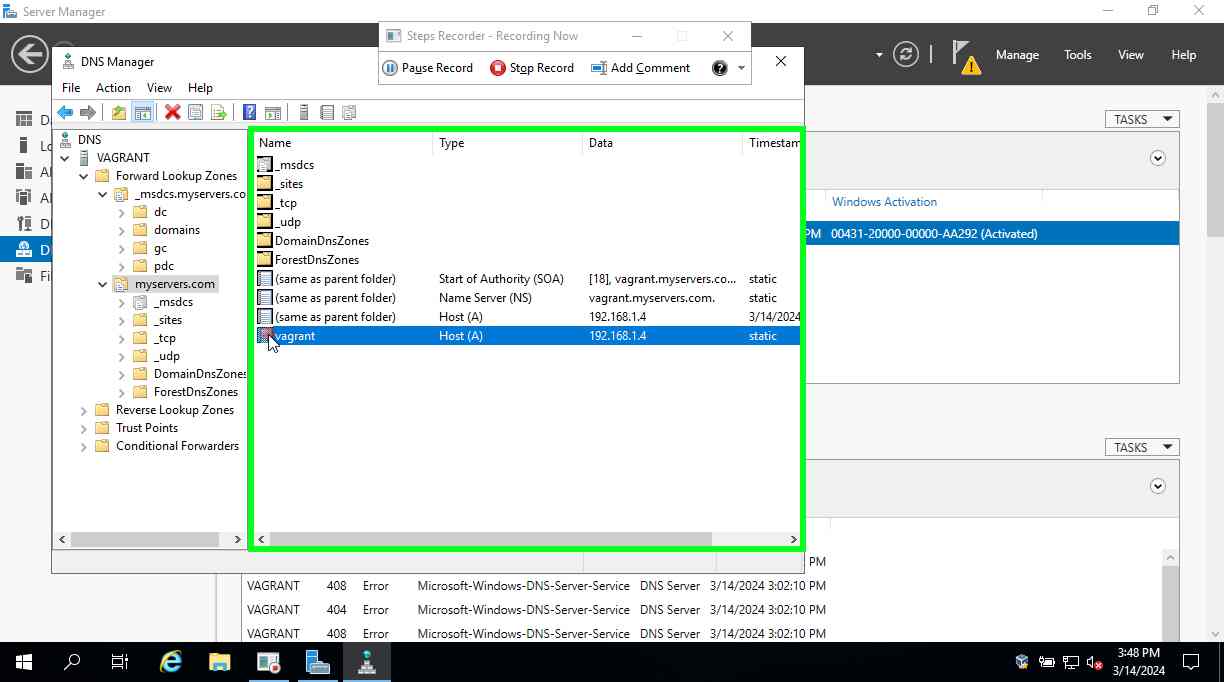 Server Manager
Steps Recorder - Recording Now
Pause Record
Stop Record
Add Comment
Manage
Tools
View
Help
DNS Manager
File
Action
View
Help
DNS
VAGRANT
Forward Lookup Zones
_msdcs.myservers.co
dc
domains
gc
pdc
myservers.com
_msdcs
_sites
_tcp
_udp
DomainDnsZones
ForestDnsZones
Reverse Lookup Zones
Trust Points
Conditional Forwarders
Name Type Data Timestam
_msdcs
_sites
_tcp
_udp
DomainDnsZones
ForestDnsZones
(same as parent folder) Start of Authority (SOA) [18], vagrant.myservers.co... static
(same as parent folder) Name Server (NS) vagrant.myservers.com. static
(same as parent folder) Host (A) 192.168.1.4 3/14/2024
vagrant Host (A) 192.168.1.4 static
TASKS
Windows Activation
PM 00431-20000-00000-AA292 (Activated)
TASKS
PM
VAGRANT 408 Error Microsoft-Windows-DNS-Server-Service DNS Server 3/14/2024 3:02:10 PM
VAGRANT 404 Error Microsoft-Windows-DNS-Server-Service DNS Server 3/14/2024 3:02:10 PM
VAGRANT 408 Error Microsoft-Windows-DNS-Server-Service DNS Server 3/14/2024 3:02:10 PM
3:48 PM
3/14/2024